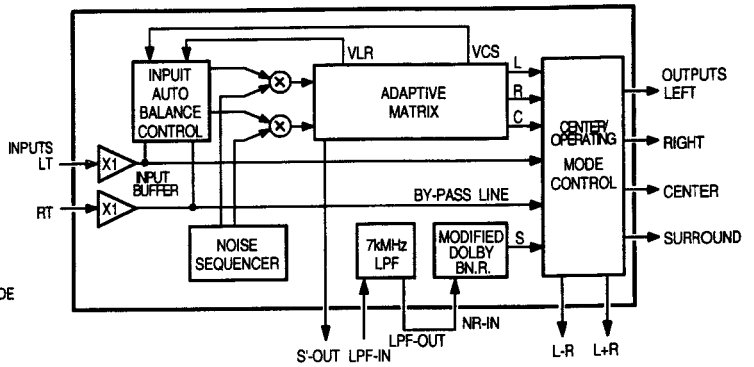 VLR
VCS
INPUIT
AUTO
BALANCE
CONTROL
X
X
ADAPTIVE
MATRIX
L
R
C
CENTER/
OPERATING
MODE
CONTROL
OUTPUTS
LEFT
RIGHT
CENTER
SURROUND
INPUTS
LT
X1
INPUT
BUFFER
RT
X1
BY-PASS LINE
NOISE
SEQUENCER
7kMHz
LPF
MODIFIED
DOLBY
BN.R.
S
DE
S'-OUT
LPF-IN
LPF-OUT
NR-IN
L-R
L+R